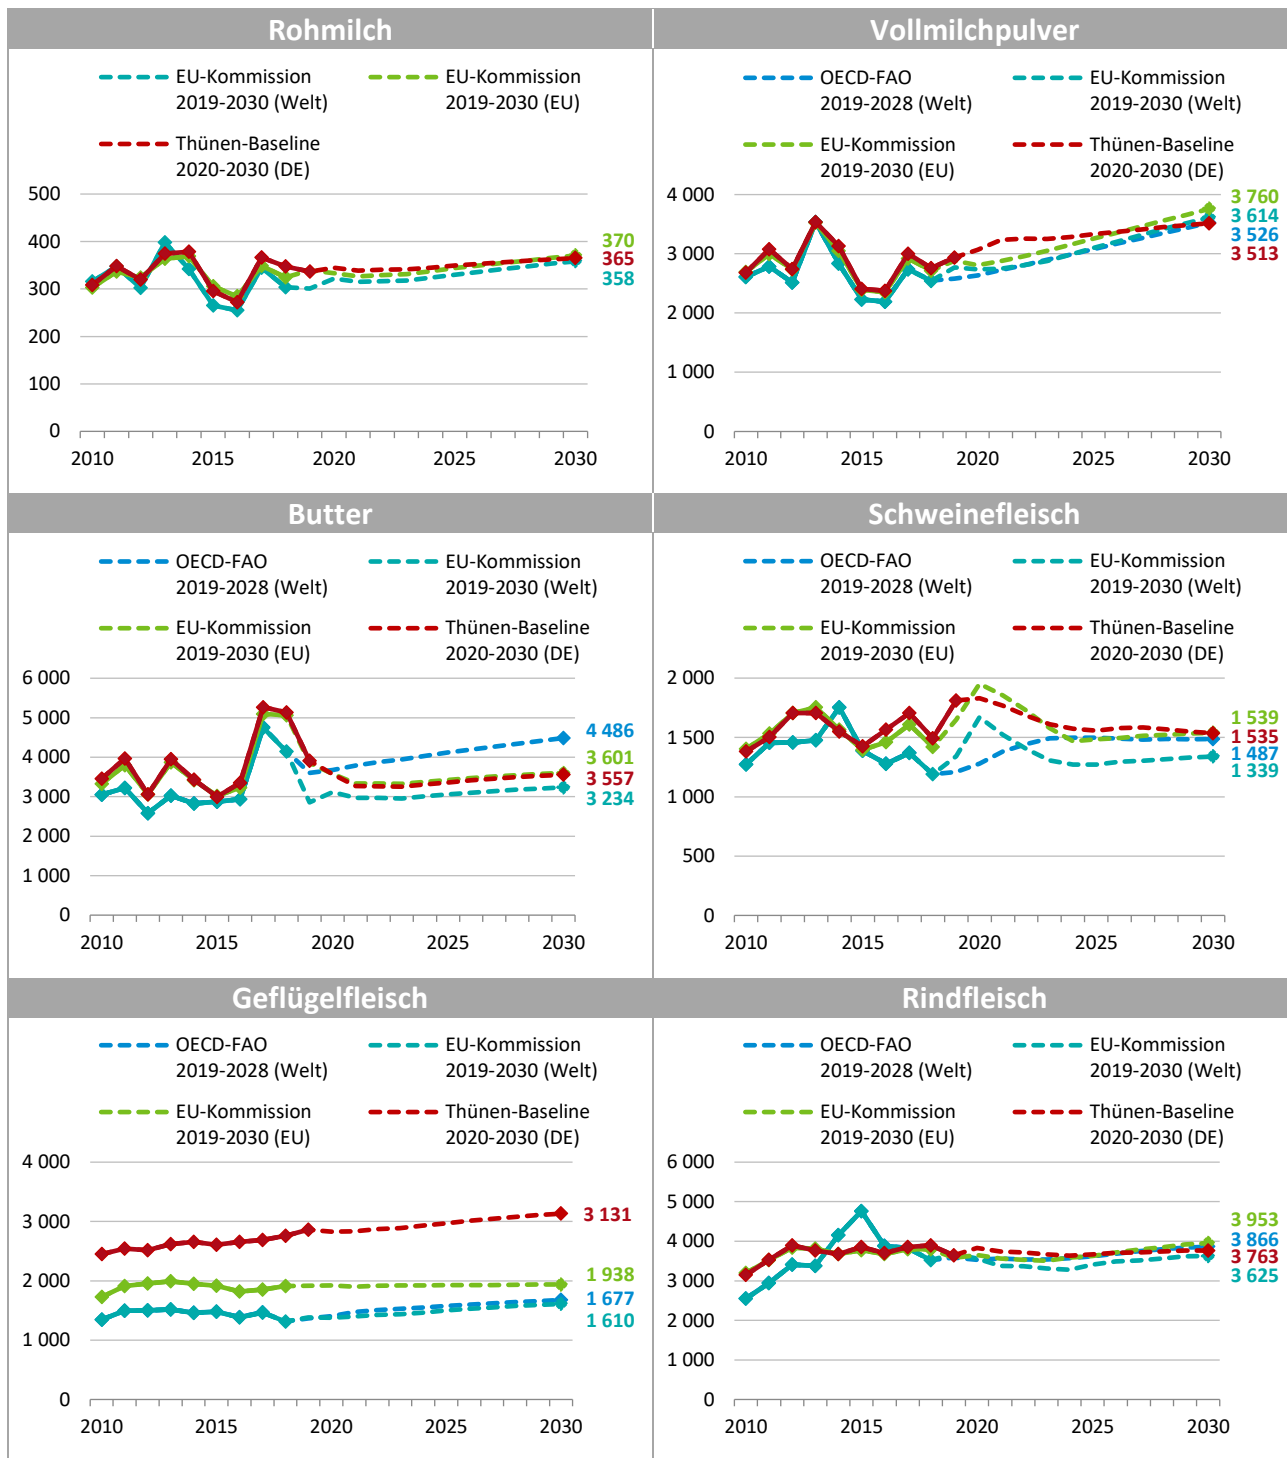 Rohmilch
EU-Kommission
2019-2030 (Welt)
EU-Kommission
2019-2030 (EU)
Thünen-Baseline
2020-2030 (DE)
500
400
300
200
100
0
2010
2015
2020
2025
2030
370
365
358
Vollmilchpulver
OECD-FAO
2019-2028 (Welt)
EU-Kommission
2019-2030 (Welt)
EU-Kommission
2019-2030 (EU)
Thünen-Baseline
2020-2030 (DE)
4 000
3 000
2 000
1 000
0
2010
2015
2020
2025
2030
3 760
3 614
3 526
3 513
Butter
OECD-FAO
2019-2028 (Welt)
EU-Kommission
2019-2030 (Welt)
EU-Kommission
2019-2030 (EU)
Thünen-Baseline
2020-2030 (DE)
6 000
5 000
4 000
3 000
2 000
1 000
0
2010
2015
2020
2025
2030
4 486
3 601
3 557
3 234
Schweinefleisch
OECD-FAO
2019-2028 (Welt)
EU-Kommission
2019-2030 (Welt)
EU-Kommission
2019-2030 (EU)
Thünen-Baseline
2020-2030 (DE)
2 000
1 500
1 000
500
0
2010
2015
2020
2025
2030
1 539
1 535
1 487
1 339
Geflügelfleisch
OECD-FAO
2019-2028 (Welt)
EU-Kommission
2019-2030 (Welt)
EU-Kommission
2019-2030 (EU)
Thünen-Baseline
2020-2030 (DE)
4 000
3 000
2 000
1 000
0
2010
2015
2020
2025
2030
3 131
1 938
1 677
1 610
Rindfleisch
OECD-FAO
2019-2028 (Welt)
EU-Kommission
2019-2030 (Welt)
EU-Kommission
2019-2030 (EU)
Thünen-Baseline
2020-2030 (DE)
6 000
5 000
4 000
3 000
2 000
1 000
0
2010
2015
2020
2025
2030
3 953
3 866
3 763
3 625